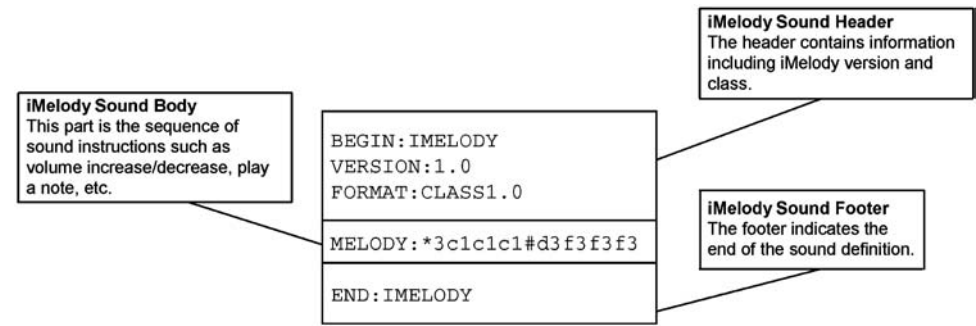 iMelody Sound Header
The header contains information
including iMelody version and
class.
iMelody Sound Body
This part is the sequence of
sound instructions such as
volume increase/decrease, play
a note, etc.
BEGIN:IMELODY
VERSION:1.0
FORMAT:CLASS1.0
MELODY:*3c1c1c1#d3f3f3f3
END:IMELODY
iMelody Sound Footer
The footer indicates the
end of the sound definition.